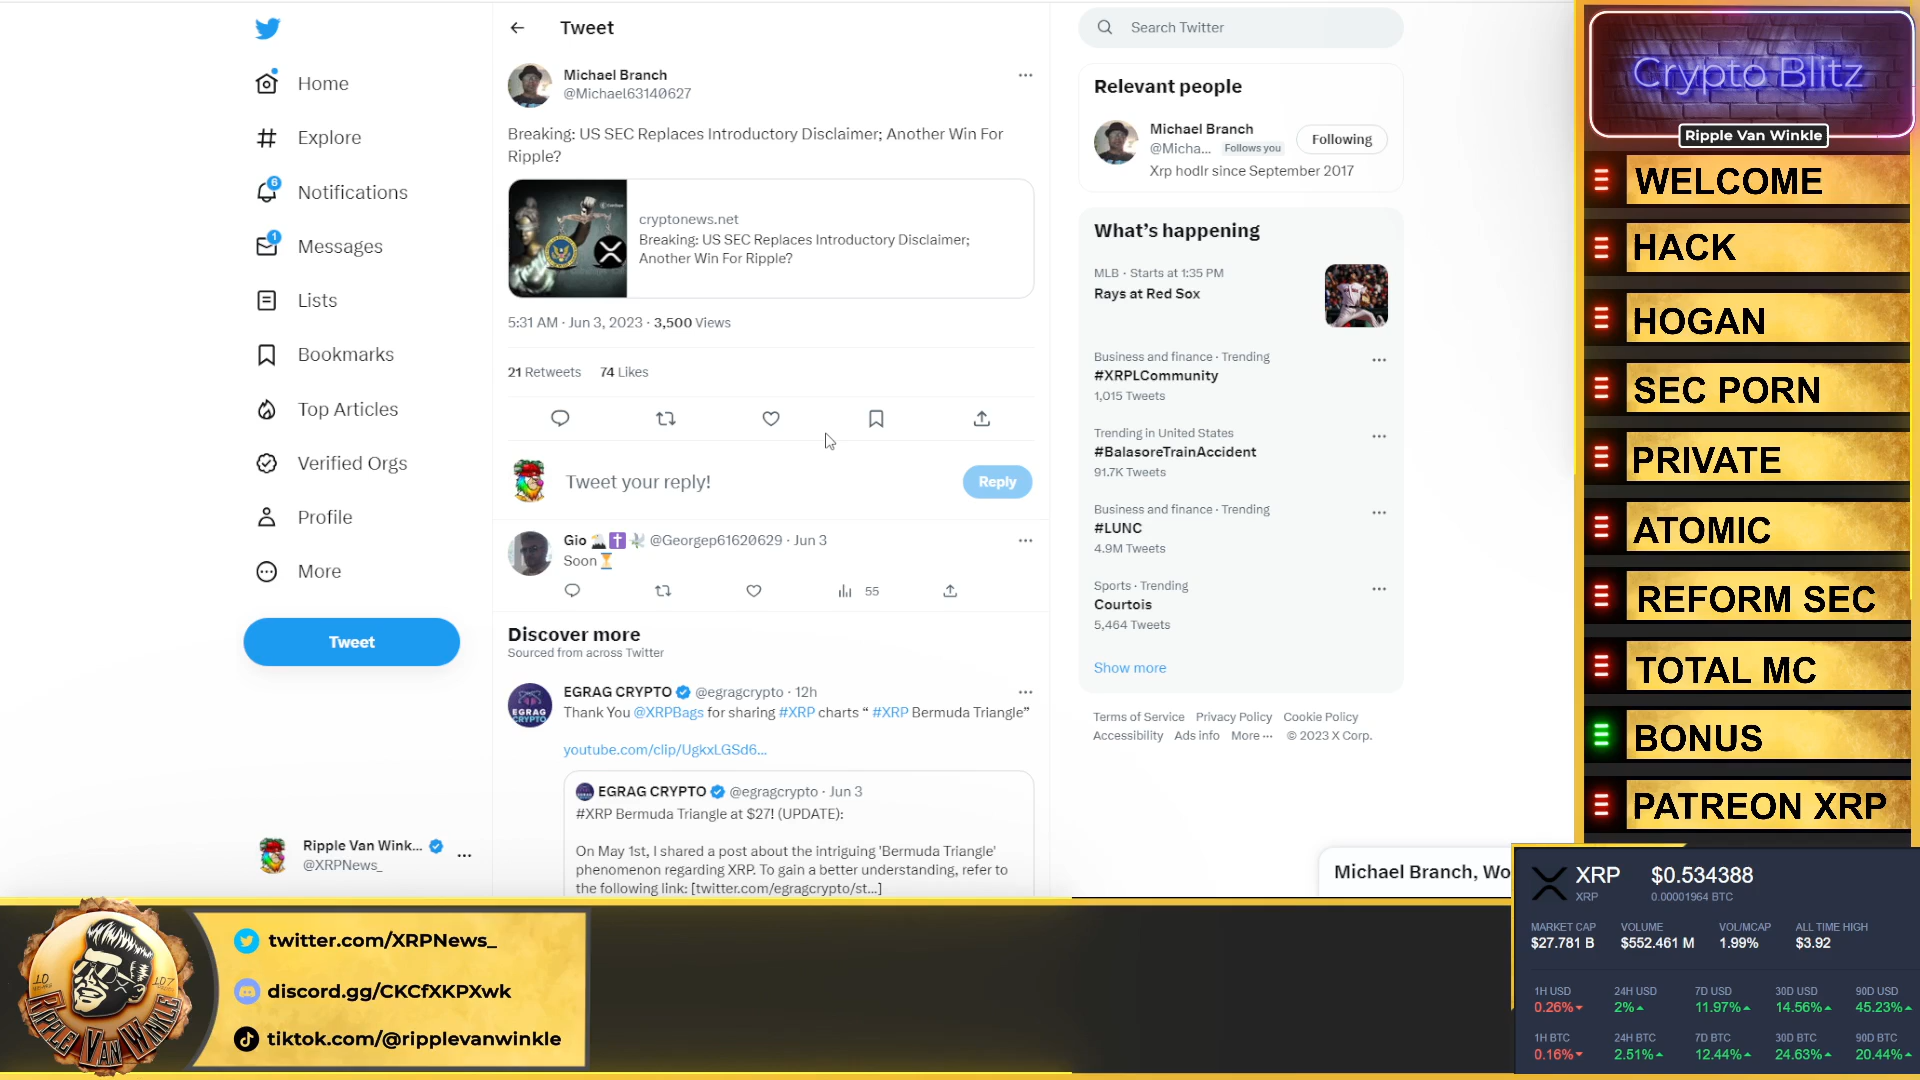 Tweet
Home
Explore
6
Notifications
1
Messages
Lists
Bookmarks
Top Articles
Verified Orgs
Profile
More
Tweet
Ripple Van Wink...
@XRPNews_
Michael Branch
@Michael63140627
Breaking: US SEC Replaces Introductory Disclaimer; Another Win For
Ripple?
cryptonews.net
Breaking: US SEC Replaces Introductory Disclaimer;
Another Win For Ripple?
5:31 AM · Jun 3, 2023 · 3,500 Views
21 Retweets 74 Likes
Tweet your reply!
Reply
Gio @Georgep61620629 · Jun 3
Soon
55
Discover more
Sourced from across Twitter
EGRAG CRYPTO @egragcrypto · 12h
Thank You @XRPBags for sharing #XRP charts “ #XRP Bermuda Triangle”
youtube.com/clip/UgkxLGSd6...
EGRAG
CRYPTO
EGRAG CRYPTO @egragcrypto · Jun 3
#XRP Bermuda Triangle at $27! (UPDATE):
On May 1st, I shared a post about the intriguing 'Bermuda Triangle'
phenomenon regarding XRP. To gain a better understanding, refer to
the following link: [twitter.com/egragcrypto/st...]
Search Twitter
Relevant people
Michael Branch
@Micha... Follows you
Following
Xrp hodlr since September 2017
What’s happening
MLB · Starts at 1:35 PM
Rays at Red Sox
Business and finance · Trending
#XRPLCommunity
1,015 Tweets
Trending in United States
#BalasoreTrainAccident
91.7K Tweets
Business and finance · Trending
#LUNC
4.9M Tweets
Sports · Trending
Courtois
5,464 Tweets
Show more
Terms of Service Privacy Policy Cookie Policy
Accessibility Ads info More ··· © 2023 X Corp.
Michael Branch, Wo
Crypto Blitz
Ripple Van Winkle
WELCOME
HACK
HOGAN
SEC PORN
PRIVATE
ATOMIC
REFORM SEC
TOTAL MC
BONUS
PATREON XRP
XRP $0.534388
XRP 0.00001964 BTC
MARKET CAP VOLUME VOL/MCAP ALL TIME HIGH
$27.781 B $552.461 M 1.99% $3.92
1H USD 24H USD 7D USD 30D USD 90D USD
0.26% 2% 11.97% 14.56% 45.23%
1H BTC 24H BTC 7D BTC 30D BTC 90D BTC
0.16% 2.51% 12.44% 24.63% 20.44%
RIPPLE VAN WINKLE
twitter.com/XRPNews_
discord.gg/CKCfXKPXwk
tiktok.com/@ripplevanwinkle